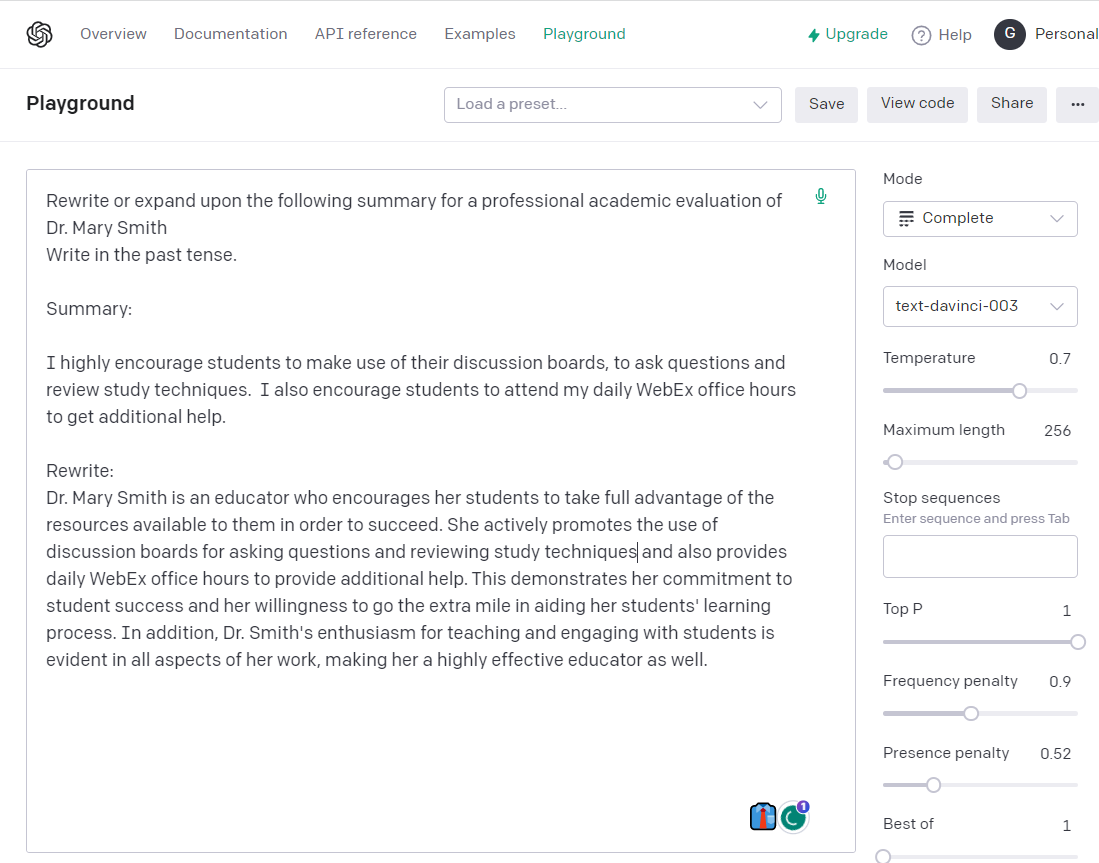 Overview Documentation API reference Examples Playground Upgrade Help G Personal
Playground Load a preset... Save View code Share ...
Rewrite or expand upon the following summary for a professional academic evaluation of
Dr. Mary Smith
Write in the past tense.
Summary:
I highly encourage students to make use of their discussion boards, to ask questions and
review study techniques.  I also encourage students to attend my daily WebEx office hours
to get additional help.
Rewrite:
Dr. Mary Smith is an educator who encourages her students to take full advantage of the
resources available to them in order to succeed. She actively promotes the use of
discussion boards for asking questions and reviewing study techniques and also provides
daily WebEx office hours to provide additional help. This demonstrates her commitment to
student success and her willingness to go the extra mile in aiding her students' learning
process. In addition, Dr. Smith's enthusiasm for teaching and engaging with students is
evident in all aspects of her work, making her a highly effective educator as well.
1
Mode
Complete
Model
text-davinci-003
Temperature 0.7
Maximum length 256
Stop sequences
Enter sequence and press Tab
Top P 1
Frequency penalty 0.9
Presence penalty 0.52
Best of 1